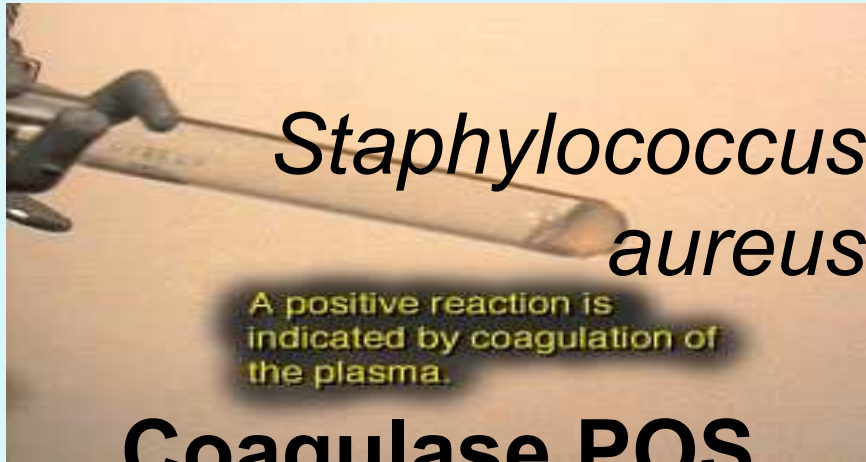 Staphylococcus
aureus
A positive reaction is
indicated by coagulation of
the plasma.
Coagulase POS